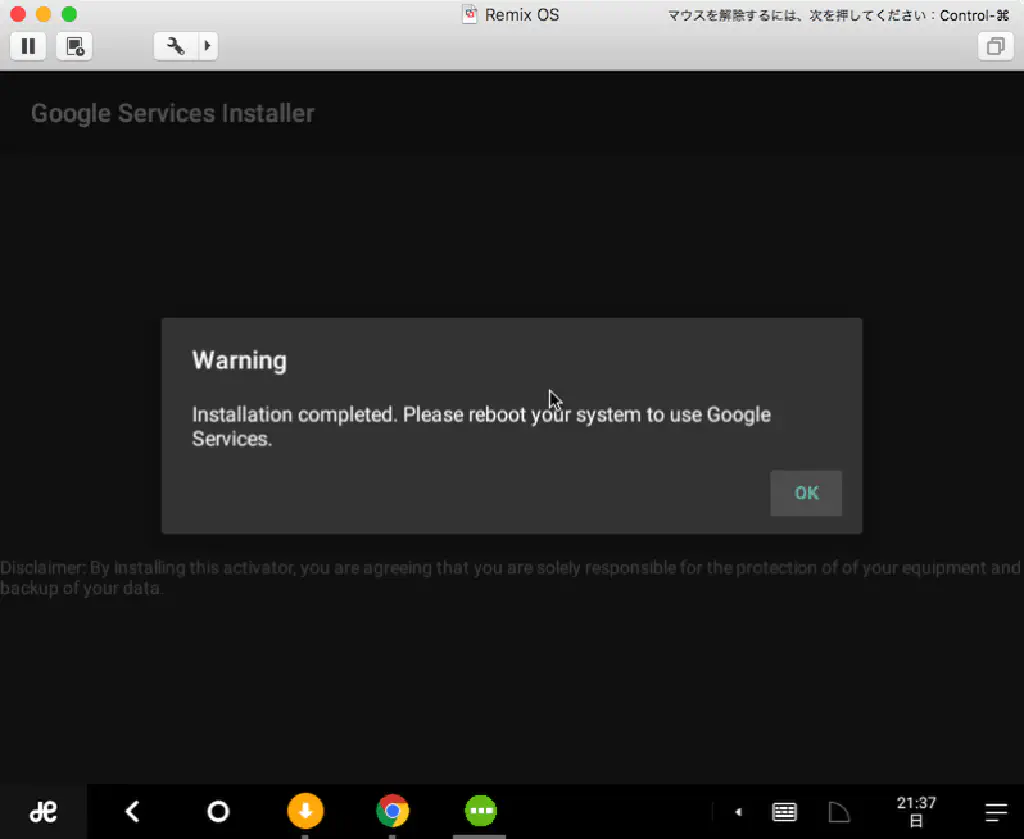 Remix OS
マウスを解除するには、次を押してください：Control-⌘
Google Services Installer
Warning
Installation completed. Please reboot your system to use Google
Services.
OK
Disclaimer: By installing this activator, you are agreeing that you are solely responsible for the protection of of your equipment and
backup of your data.
21:37
日